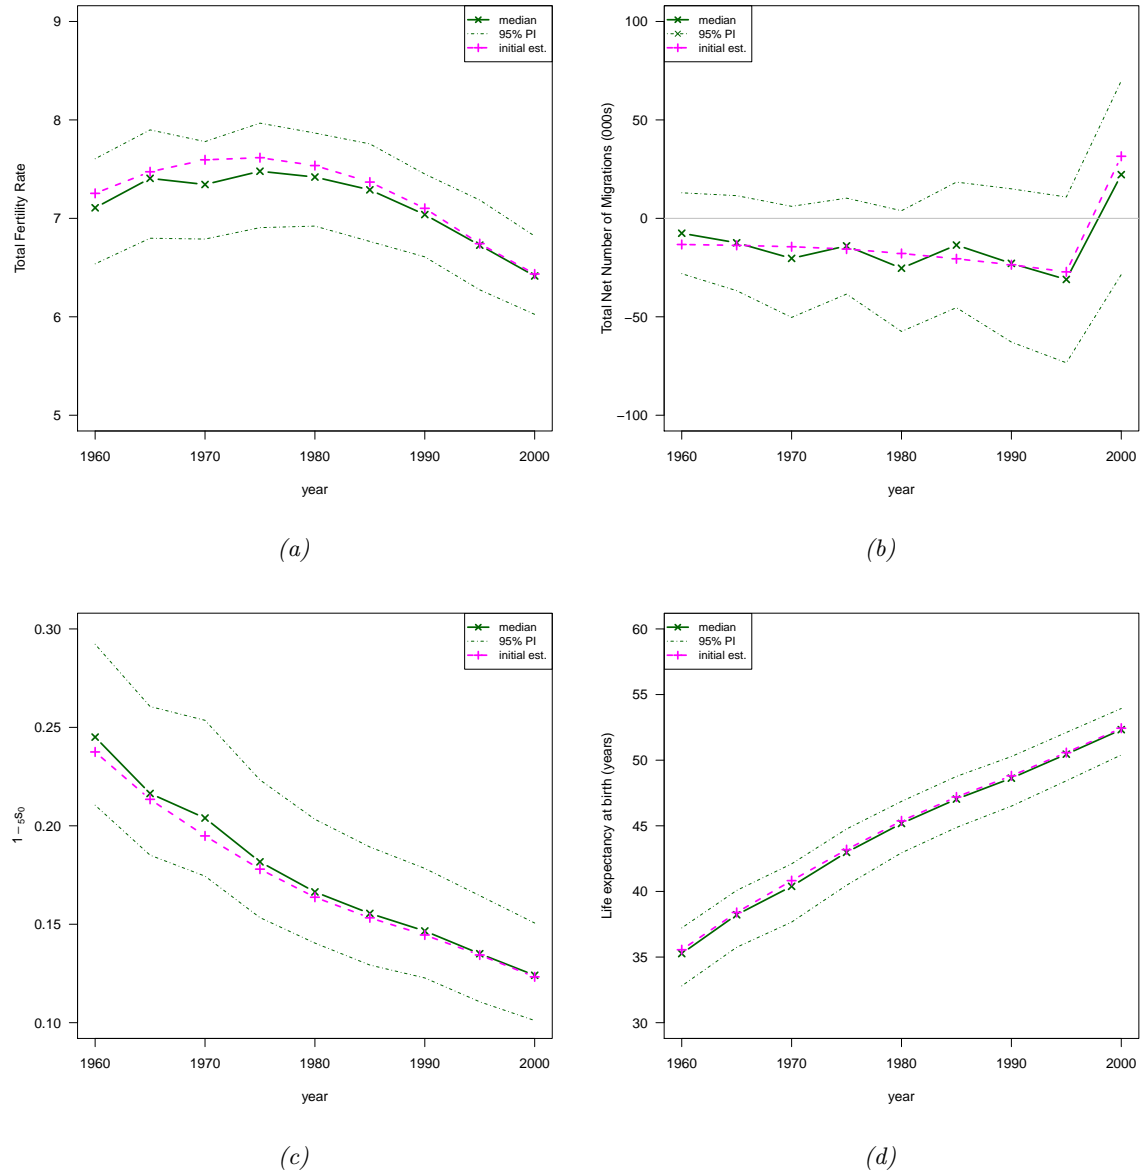 Total Fertility Rate
9
8
7
6
5
1960 1970 1980 1990 2000
year
median
95% PI
initial est.
(a)
Total Net Number of Migrations (000s)
100
50
0
−50
−100
1960 1970 1980 1990 2000
year
median
95% PI
initial est.
(b)
1 − ₅s₀
0.30
0.25
0.20
0.15
0.10
1960 1970 1980 1990 2000
year
median
95% PI
initial est.
(c)
Life expectancy at birth (years)
60
55
50
45
40
35
30
1960 1970 1980 1990 2000
year
median
95% PI
initial est.
(d)